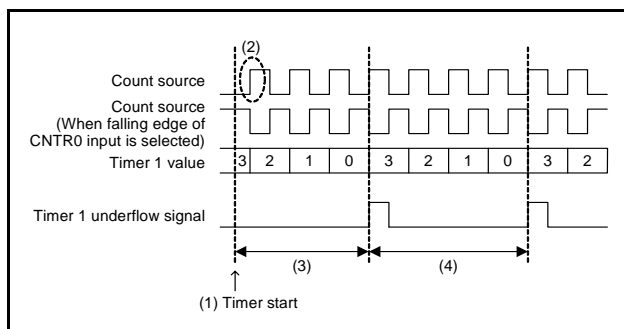 (2)
Count source
Count source
(When falling edge of
CNTR0 input is selected)
Timer 1 value 3 2 1 0 3 2 1 0 3 2
Timer 1 underflow signal
(3) (4)
(1) Timer start